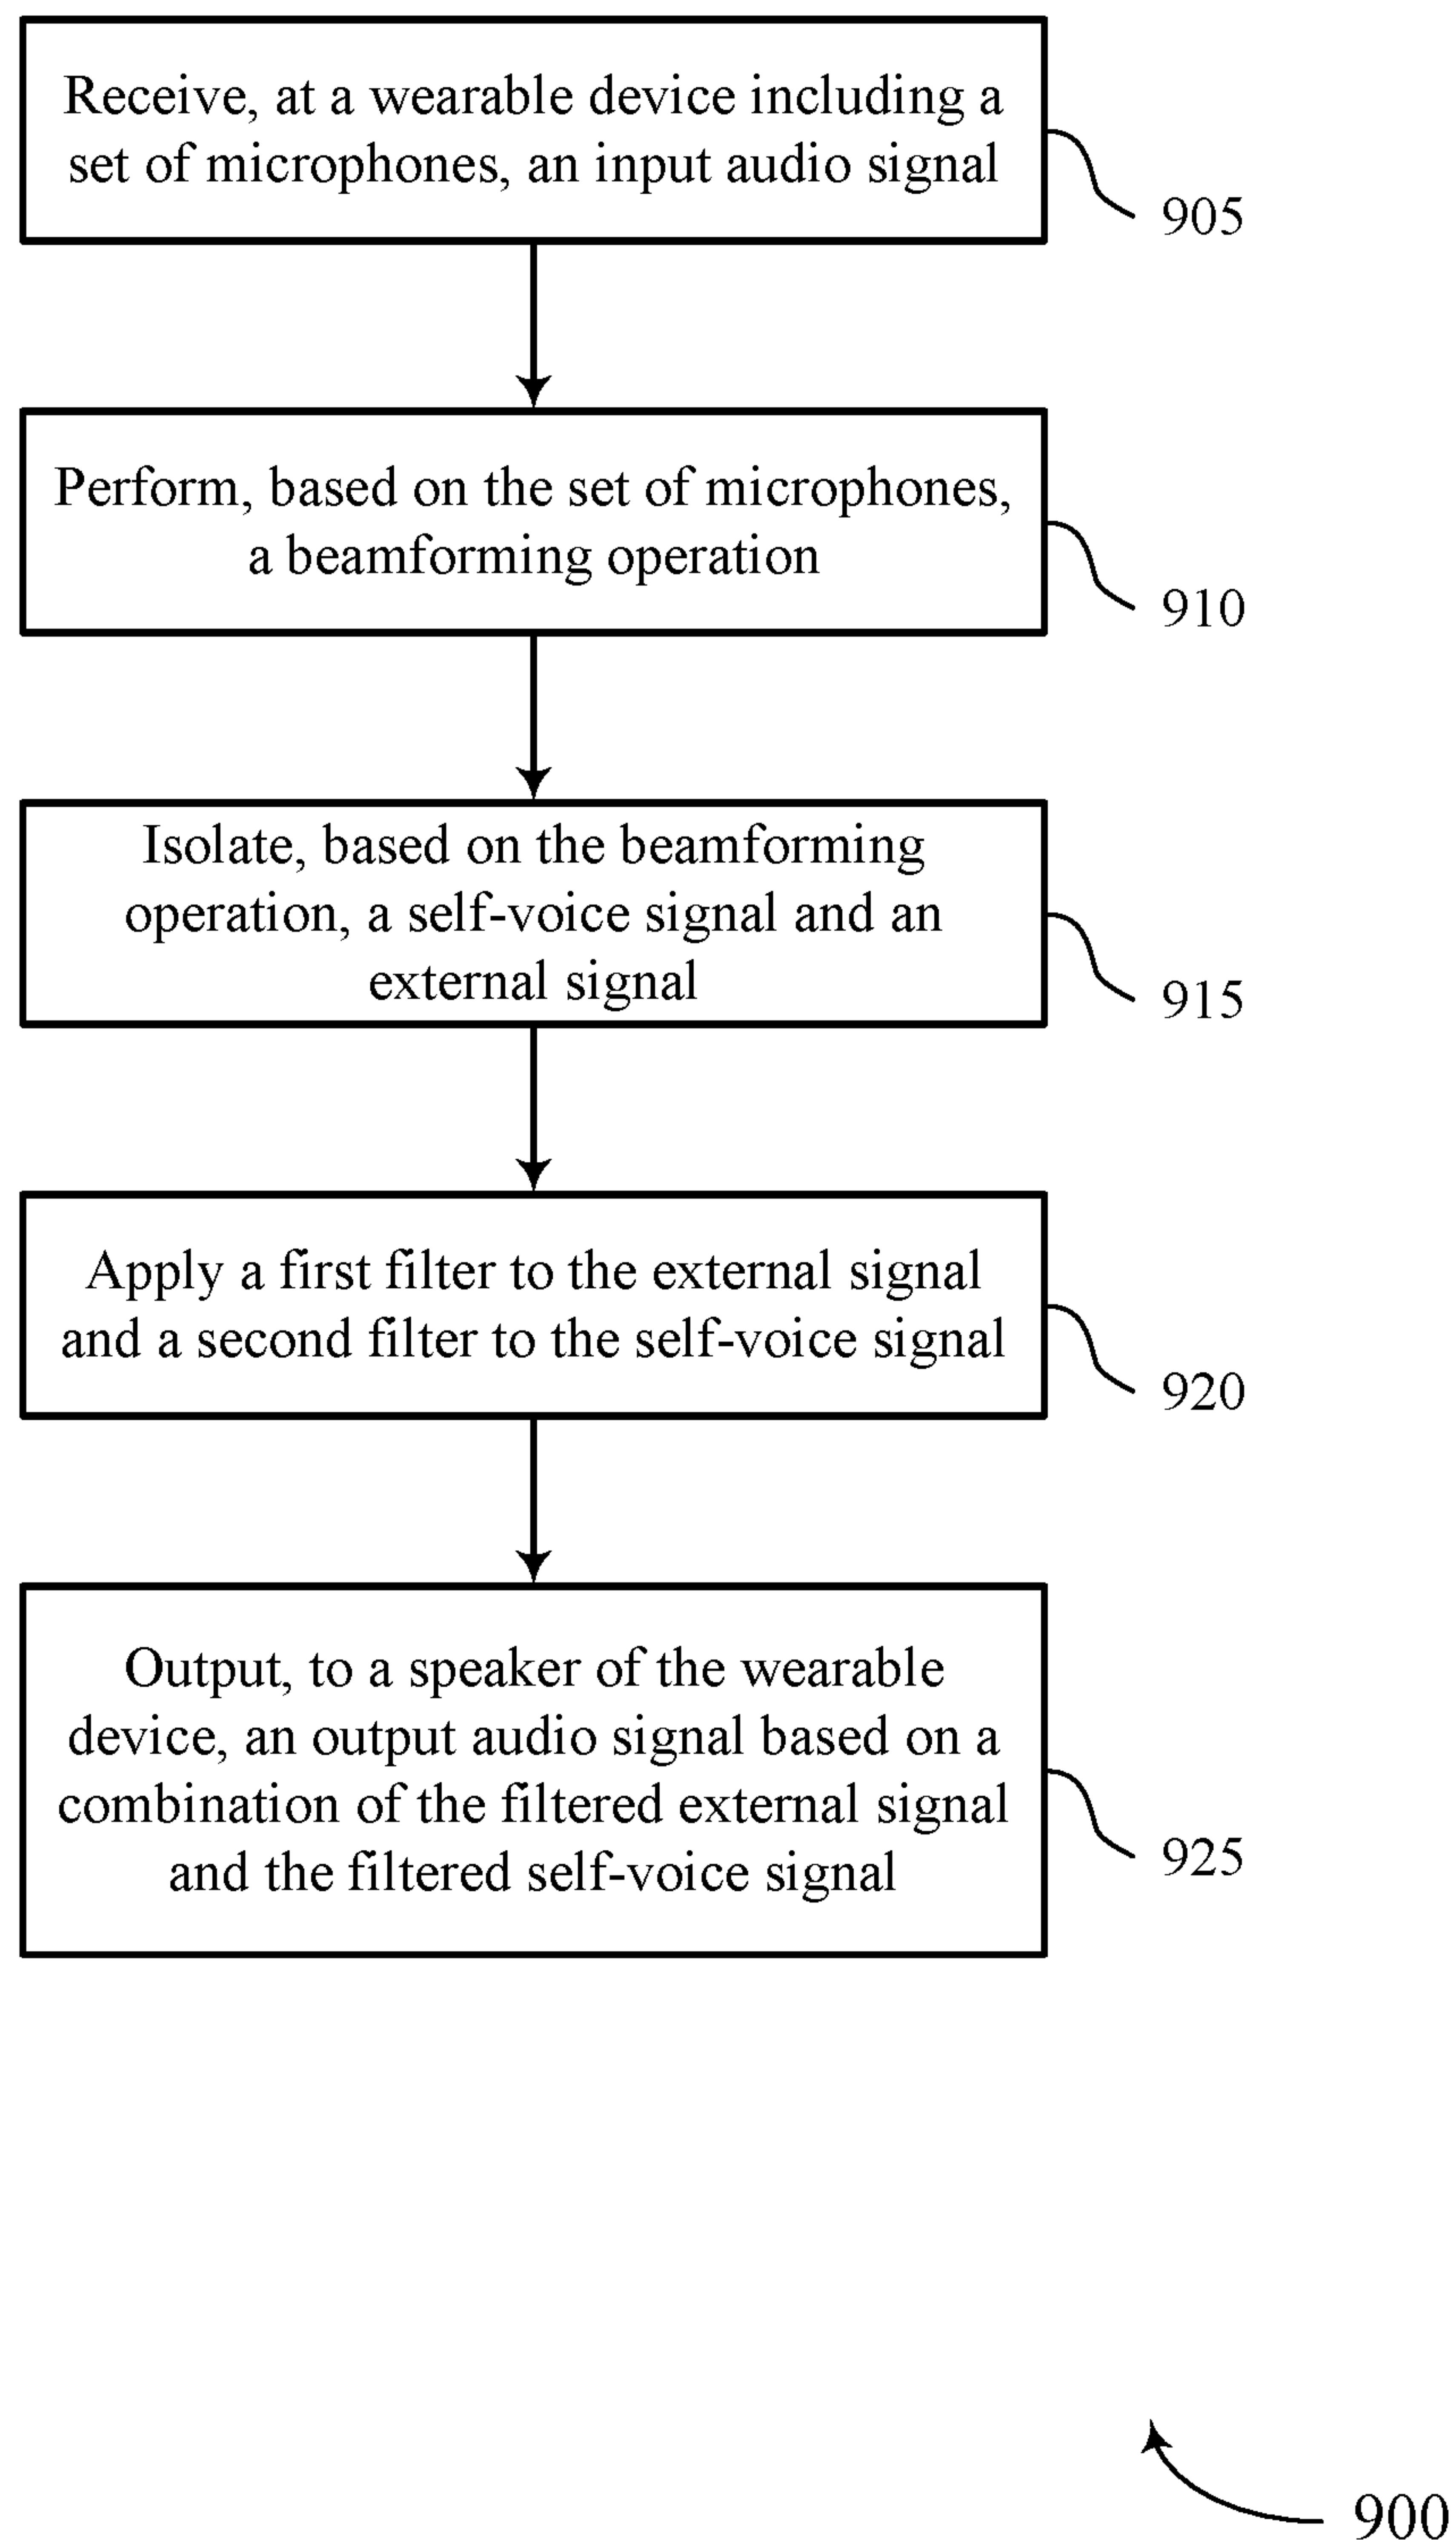 Receive, at a wearable device including a
set of microphones, an input audio signal
905
Perform, based on the set of microphones,
a beamforming operation
910
Isolate, based on the beamforming
operation, a self-voice signal and an
external signal
915
Apply a first filter to the external signal
and a second filter to the self-voice signal
920
Output, to a speaker of the wearable
device, an output audio signal based on a
combination of the filtered external signal
and the filtered self-voice signal
925
900